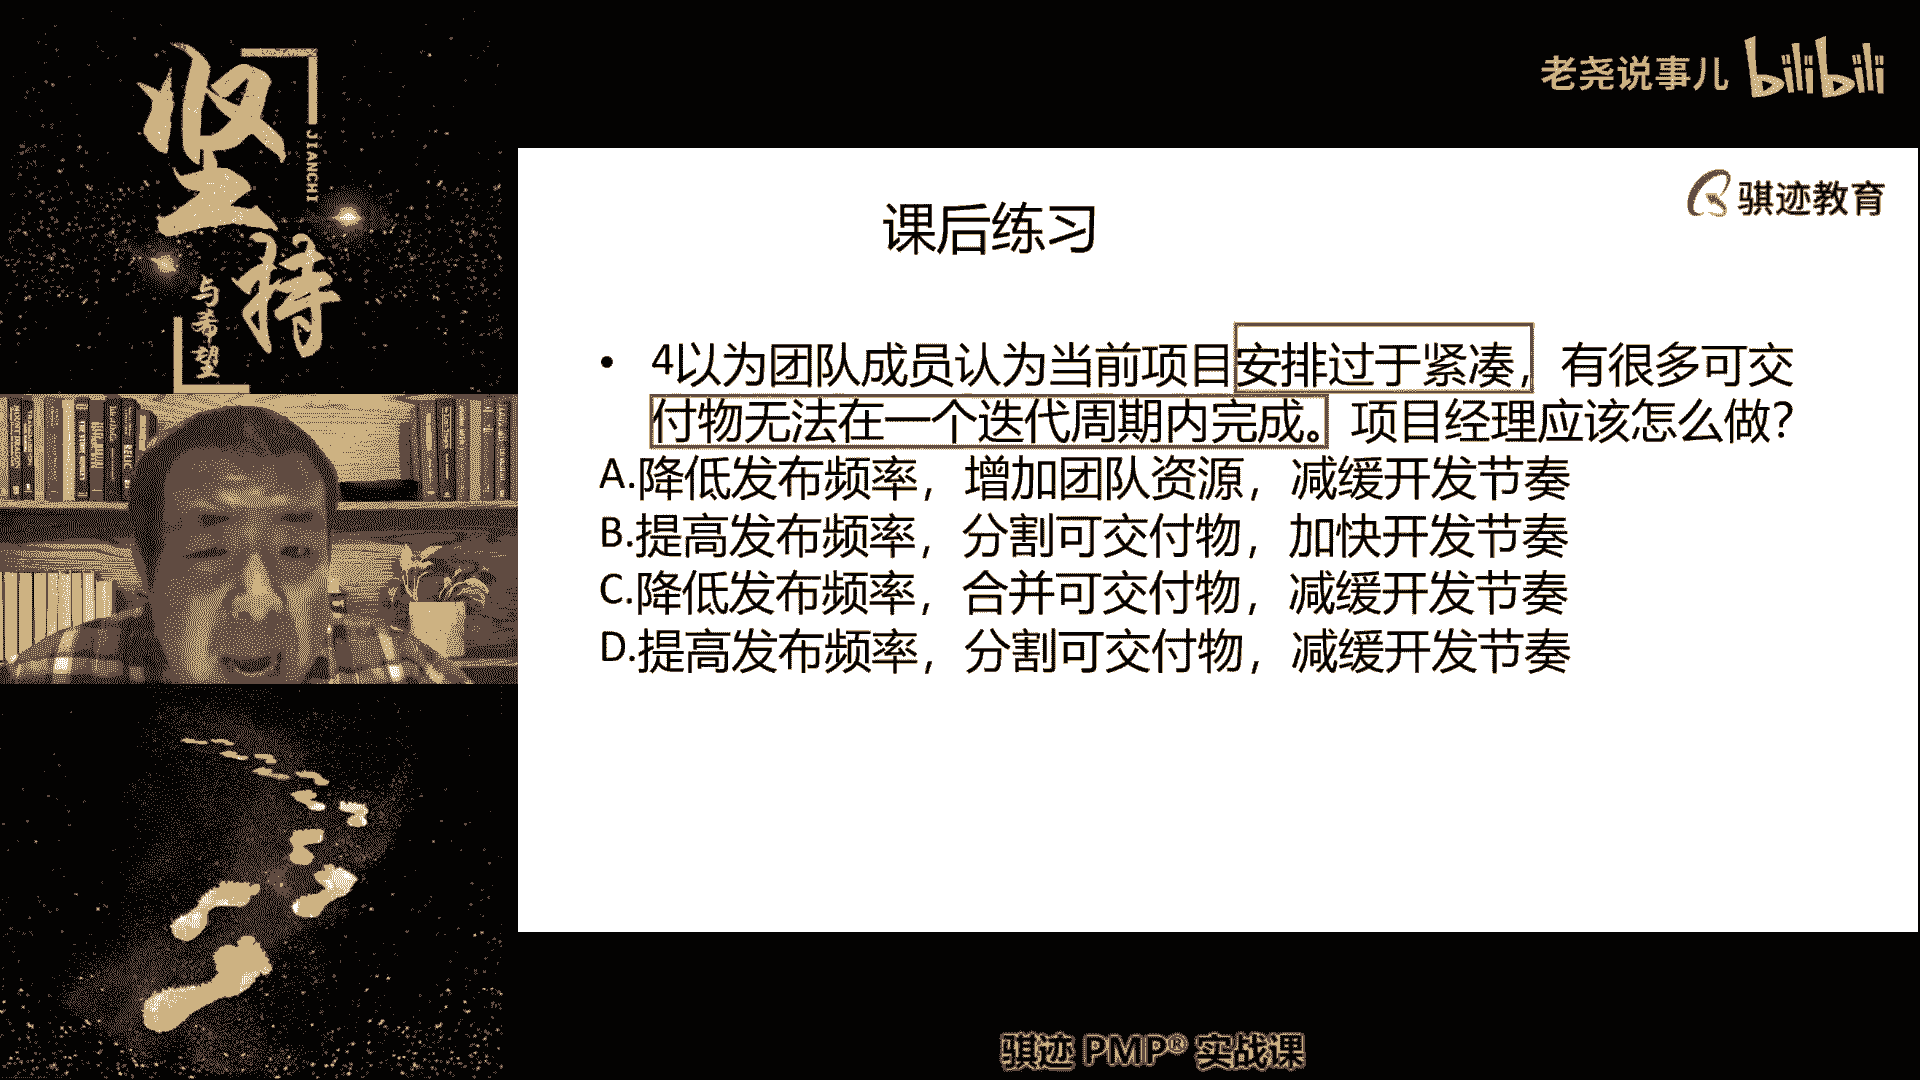 坚持
JIANCHI
与希望
老尧说事儿 bilibili
骐迹教育
课后练习
• 4以为团队成员认为当前项目安排过于紧凑，有很多可交
付物无法在一个迭代周期内完成。项目经理应该怎么做？
A.降低发布频率，增加团队资源，减缓开发节奏
B.提高发布频率，分割可交付物，加快开发节奏
C.降低发布频率，合并可交付物，减缓开发节奏
D.提高发布频率，分割可交付物，减缓开发节奏
骐迹 PMP® 实战课